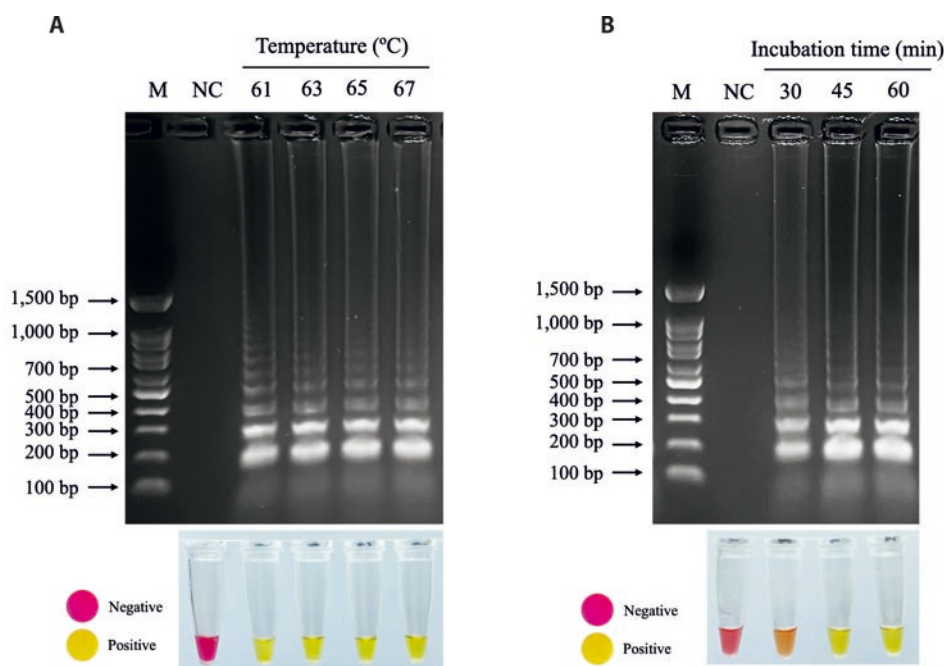 A
Temperature (ºC)
M NC 61 63 65 67
1,500 bp
1,000 bp
700 bp
500 bp
400 bp
300 bp
200 bp
100 bp
Negative
Positive
B
Incubation time (min)
M NC 30 45 60
1,500 bp
1,000 bp
700 bp
500 bp
400 bp
300 bp
200 bp
100 bp
Negative
Positive